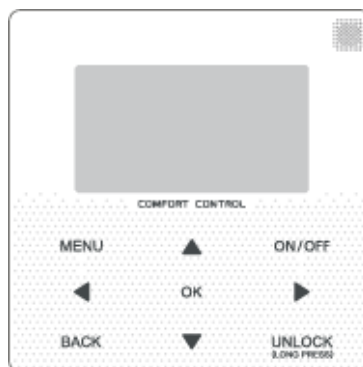 COMFORT CONTROL
MENU ON/OFF
OK
BACK UNLOCK
(LONG PRESS)